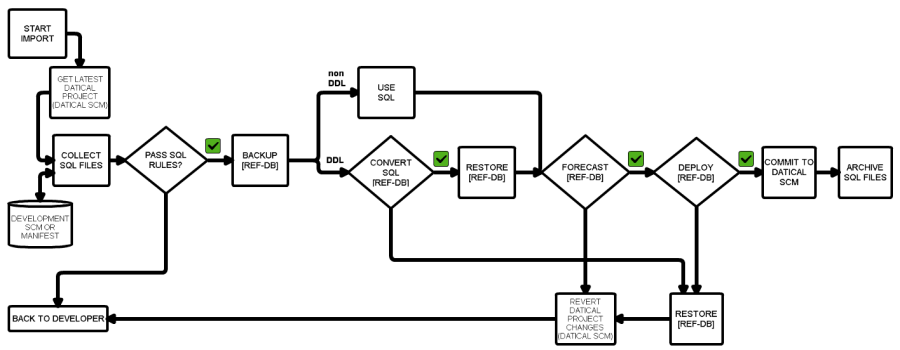 START
IMPORT
GET LATEST
DATICAL
PROJECT
(DATICAL SCM)
COLLECT
SQL FILES
DEVELOPMENT
SCM OR
MANIFEST
PASS SQL
RULES?
BACKUP
[REF-DB]
non
DDL
USE
SQL
DDL
CONVERT
SQL
[REF-DB]
RESTORE
[REF-DB]
FORECAST
[REF-DB]
DEPLOY
[REF-DB]
COMMIT TO
DATICAL
SCM
ARCHIVE
SQL FILES
BACK TO DEVELOPER
REVERT
DATICAL
PROJECT
CHANGES
(DATICAL SCM)
RESTORE
[REF-DB]